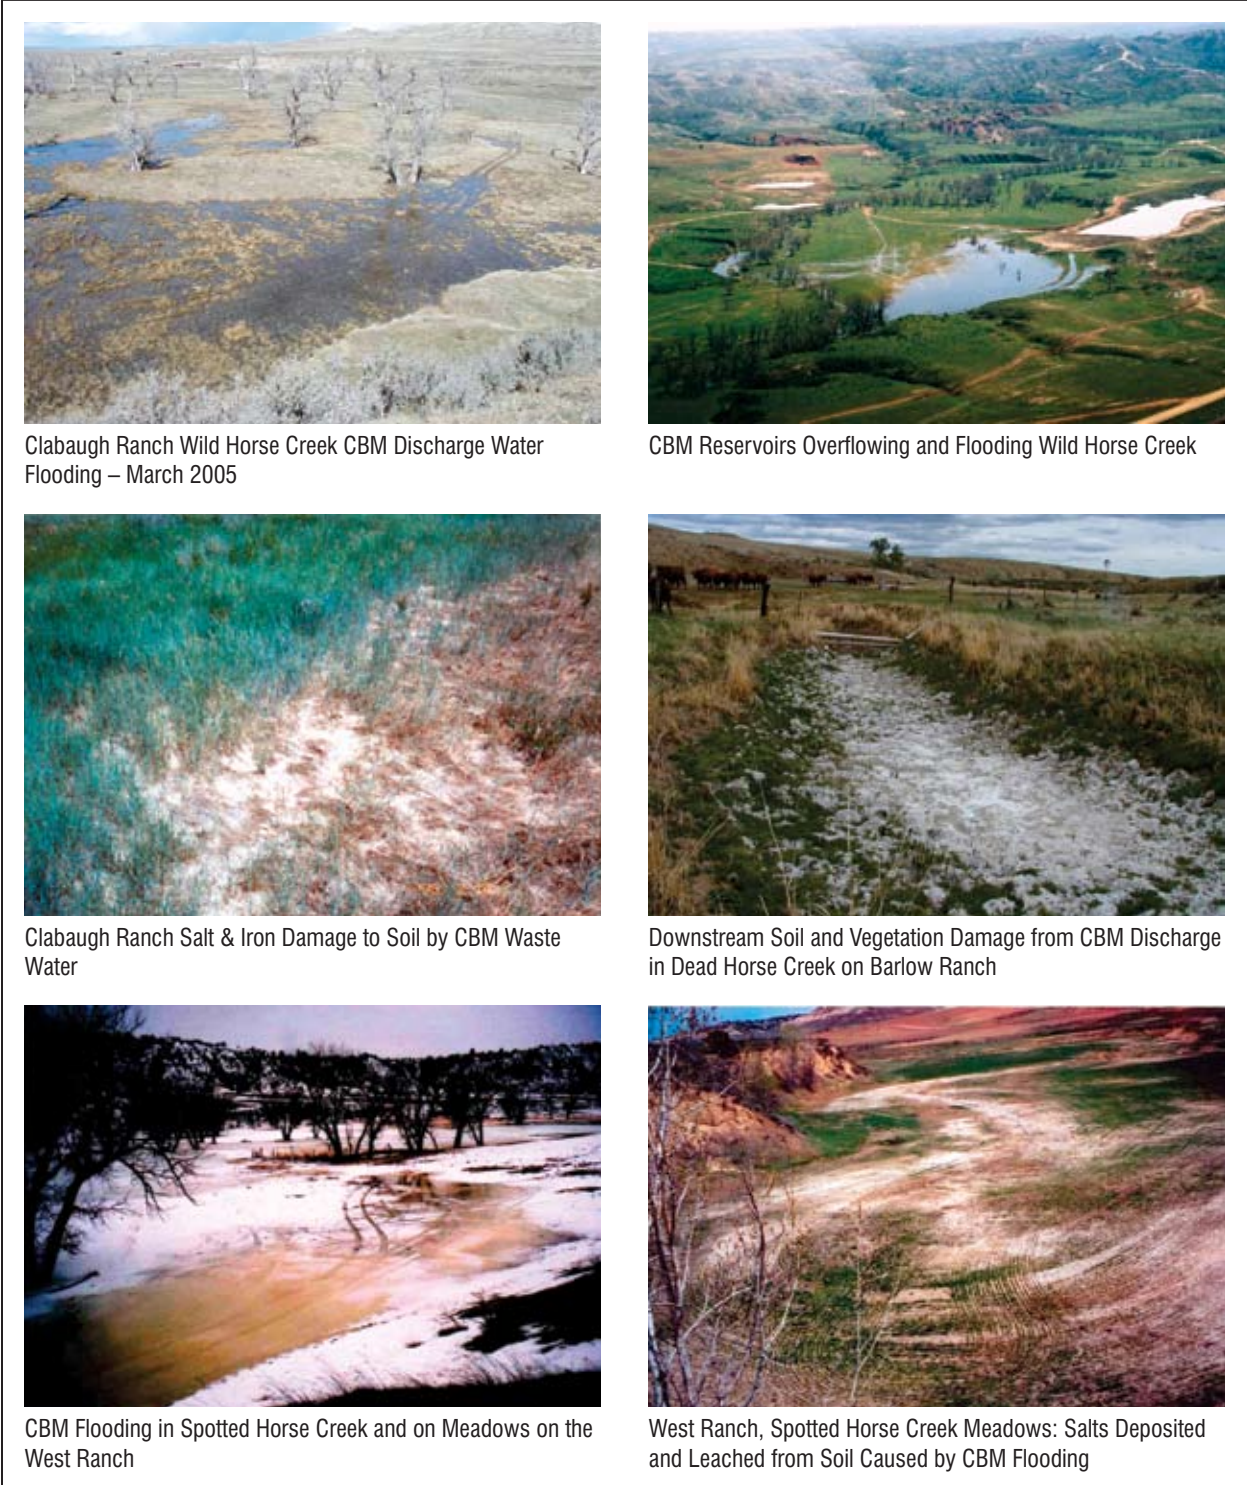 Clabaugh Ranch Wild Horse Creek CBM Discharge Water
Flooding – March 2005
CBM Reservoirs Overflowing and Flooding Wild Horse Creek
Clabaugh Ranch Salt & Iron Damage to Soil by CBM Waste
Water
Downstream Soil and Vegetation Damage from CBM Discharge
in Dead Horse Creek on Barlow Ranch
CBM Flooding in Spotted Horse Creek and on Meadows on the
West Ranch
West Ranch, Spotted Horse Creek Meadows: Salts Deposited
and Leached from Soil Caused by CBM Flooding